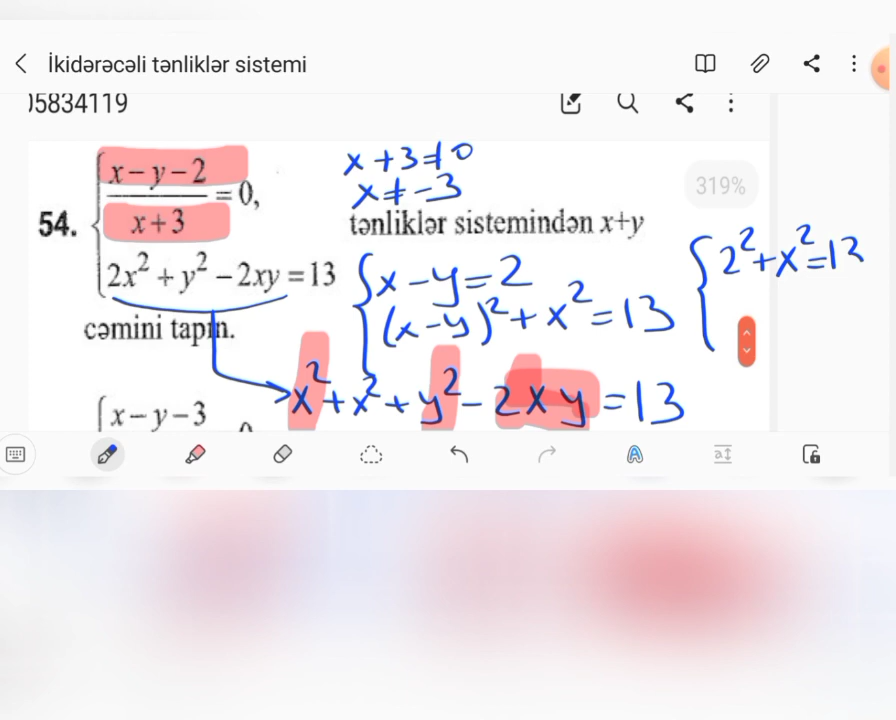 İkidərəcəli tənliklər sistemi
)5834119
54. { x−y−2 / x+3 = 0,
2x² + y² −2xy = 13
tənliklər sistemindən x+y
cəmini tapın.
x+3≠0
x≠−3
319%
{ x−y=2
(x−y)²+x²=13
{ 2²+x²=13
x²+x²+y²−2xy=13
{ x−y−3